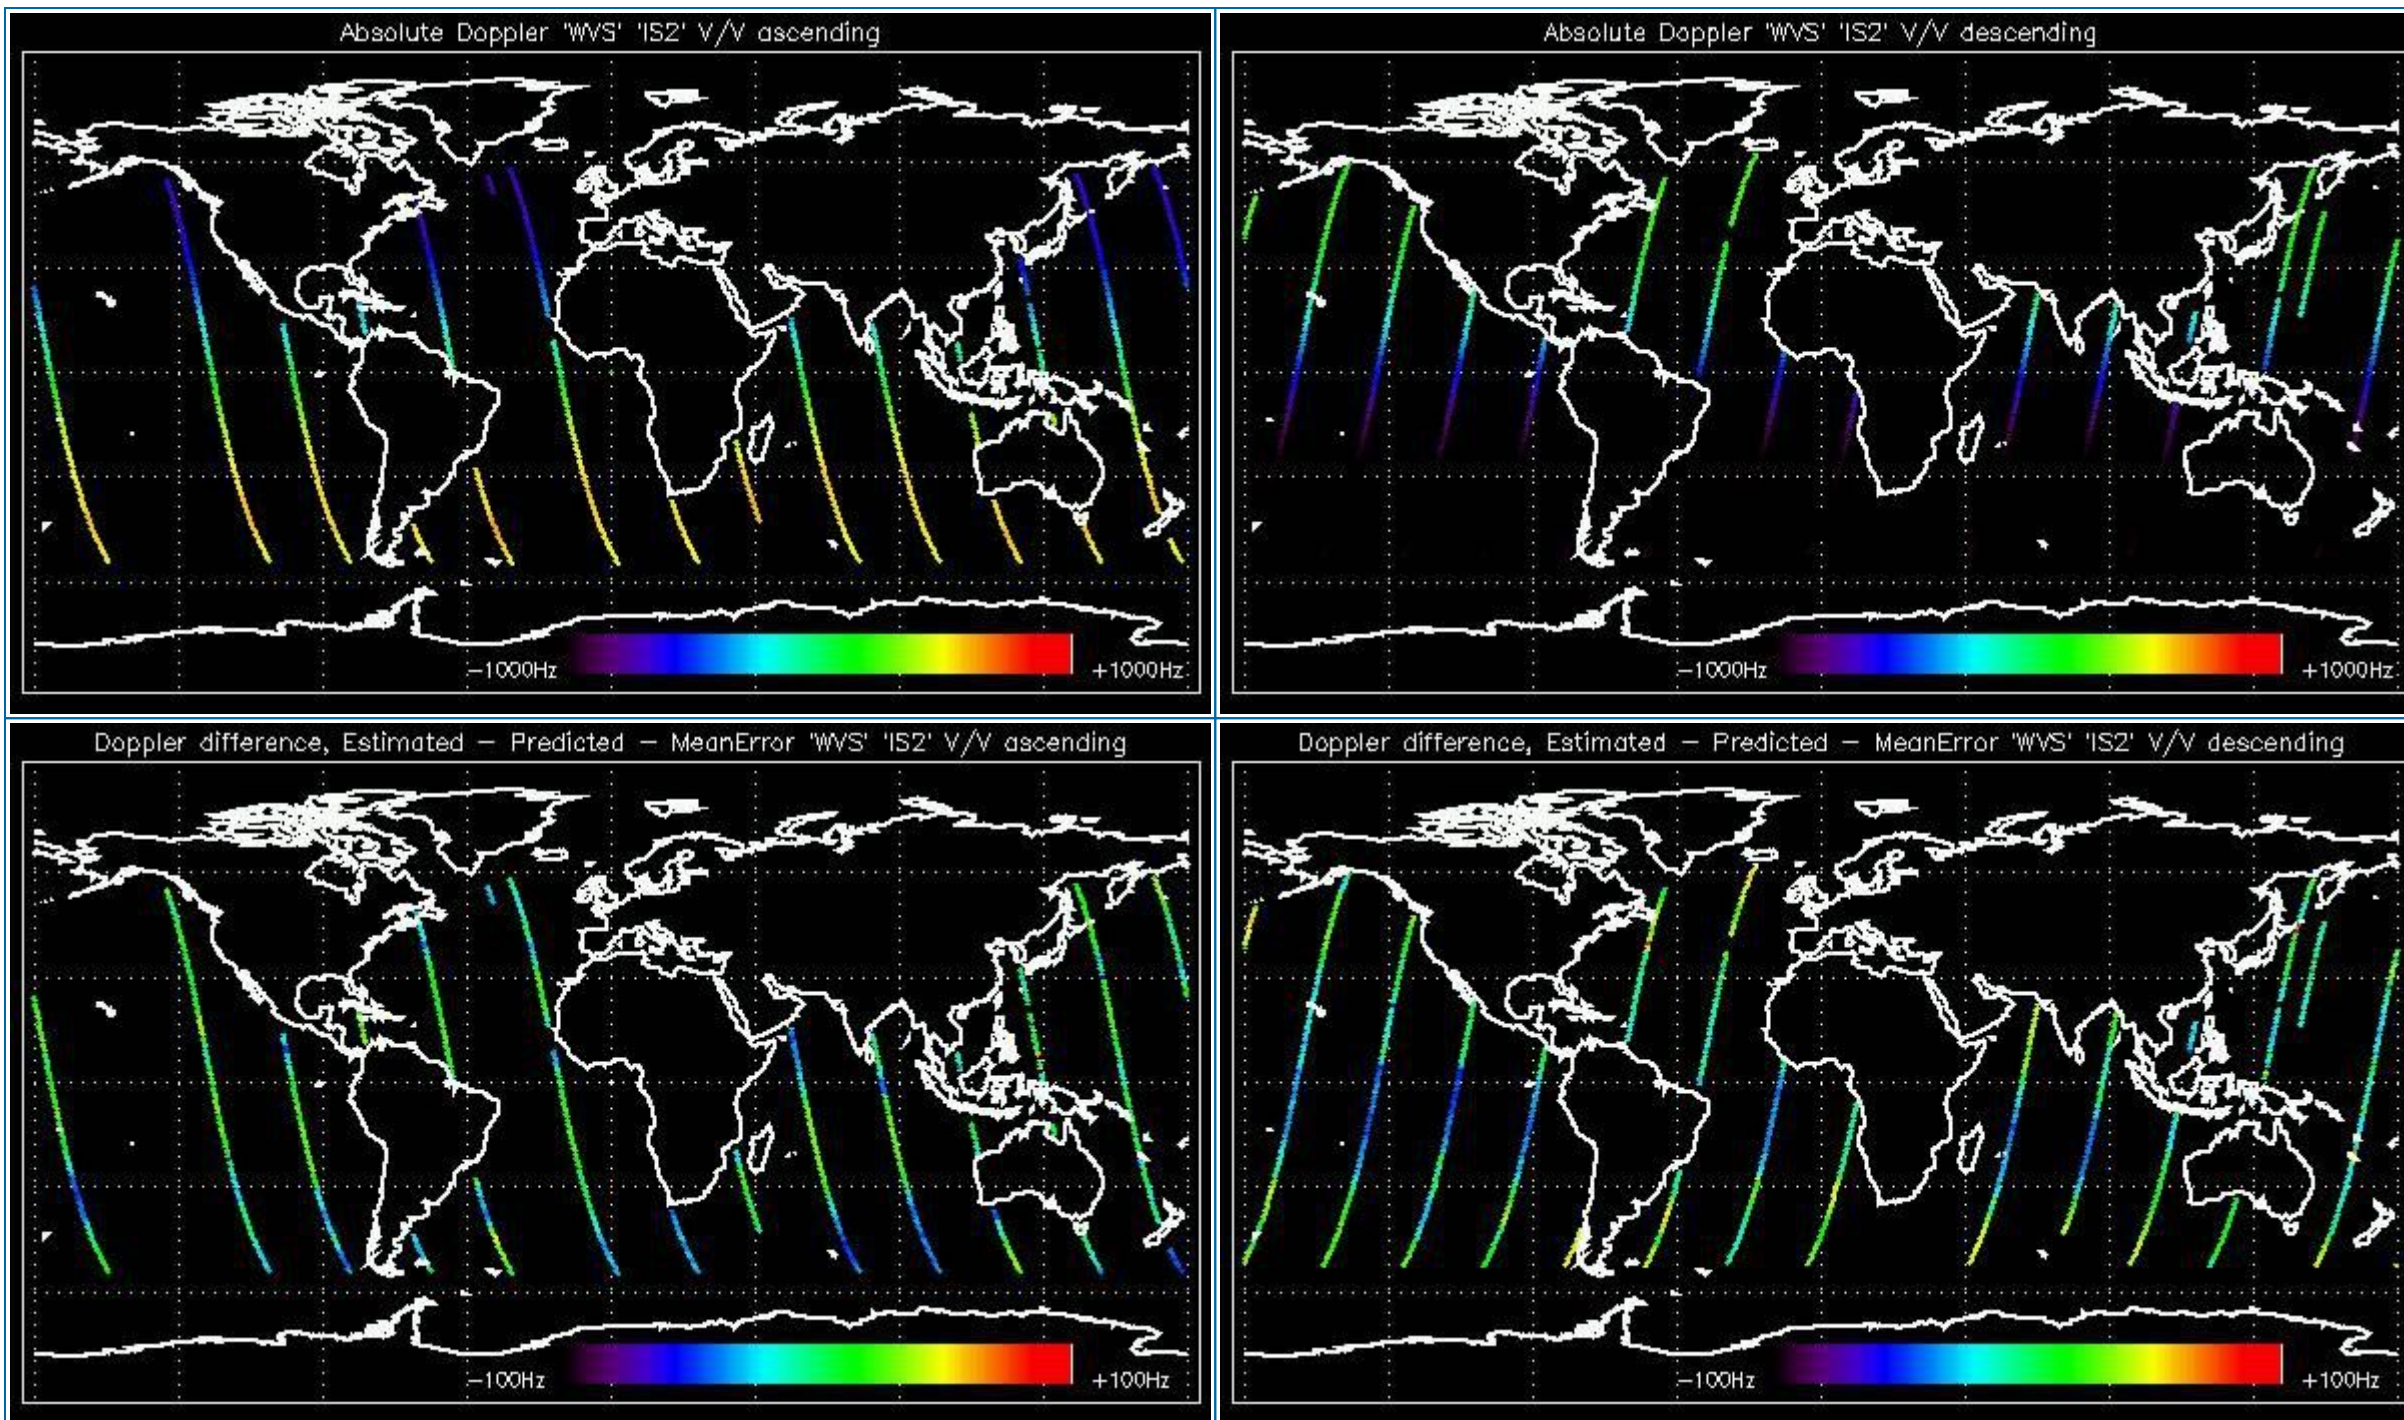 Absolute Doppler 'WVS' 'IS2' V/V ascending
-1000Hz
+1000Hz
Absolute Doppler 'WVS' 'IS2' V/V descending
-1000Hz
+1000Hz
Doppler difference, Estimated - Predicted - MeanError 'WVS' 'IS2' V/V ascending
-100Hz
+100Hz
Doppler difference, Estimated - Predicted - MeanError 'WVS' 'IS2' V/V descending
-100Hz
+100Hz